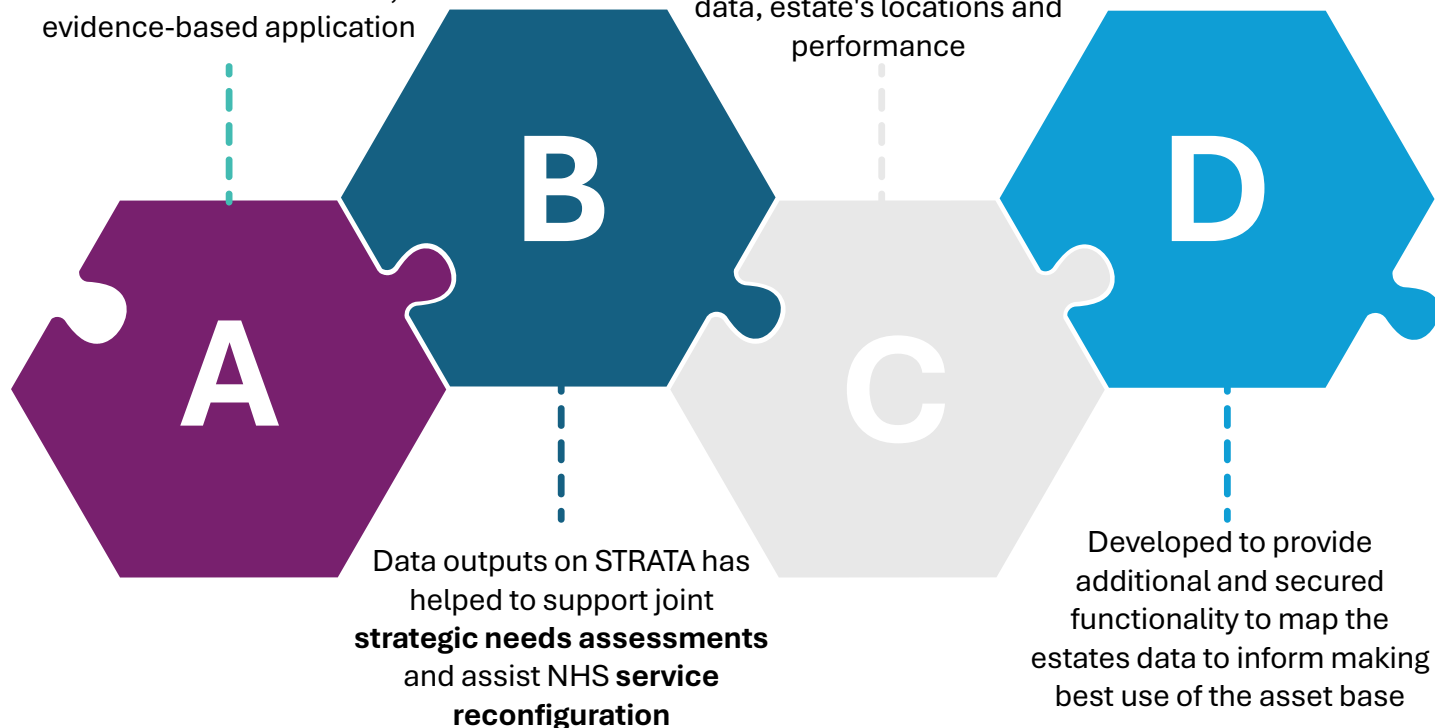 evidence-based application
data, estate's locations and
performance
A
B
C
D
Data outputs on STRATA has
helped to support joint
strategic needs assessments
and assist NHS service
reconfiguration
Developed to provide
additional and secured
functionality to map the
estates data to inform making
best use of the asset base